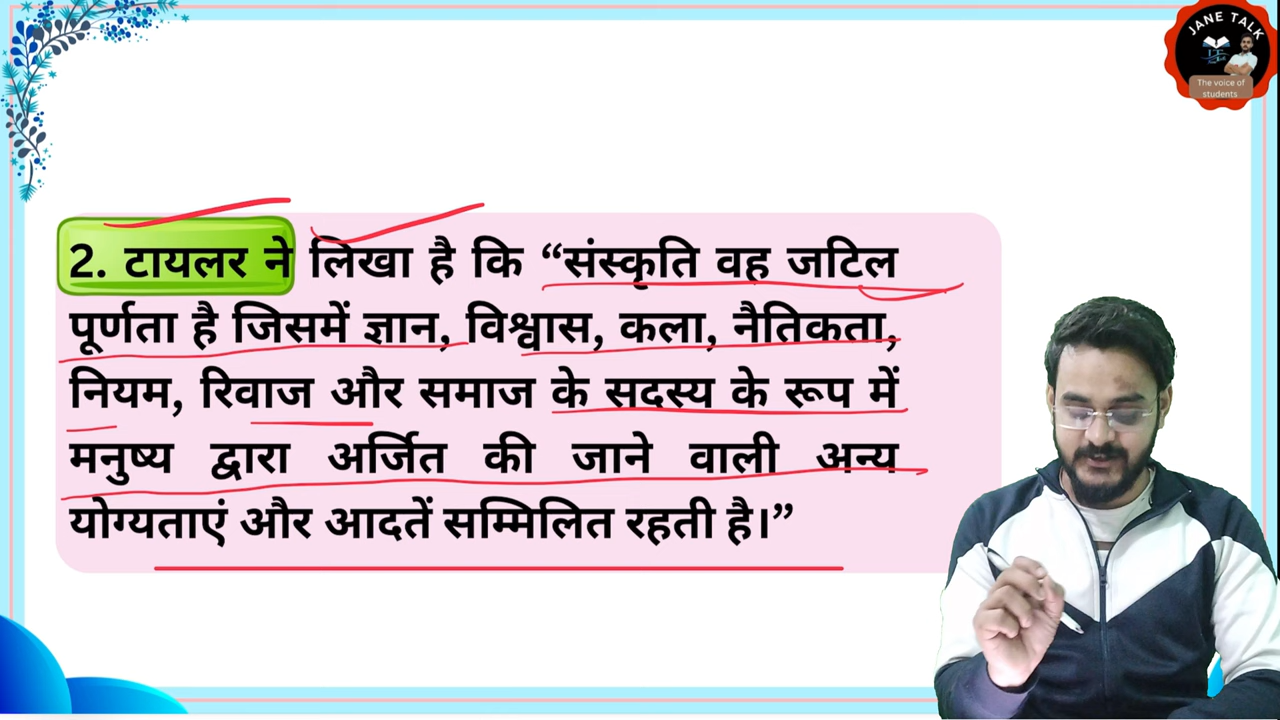 JANE TALK
The voice of
students
2. टायलर ने लिखा है कि “संस्कृति वह जटिल
पूर्णता है जिसमें ज्ञान, विश्वास, कला, नैतिकता,
नियम, रिवाज और समाज के सदस्य के रूप में
मनुष्य द्वारा अर्जित की जाने वाली अन्य
योग्यताएं और आदतें सम्मिलित रहती है।”